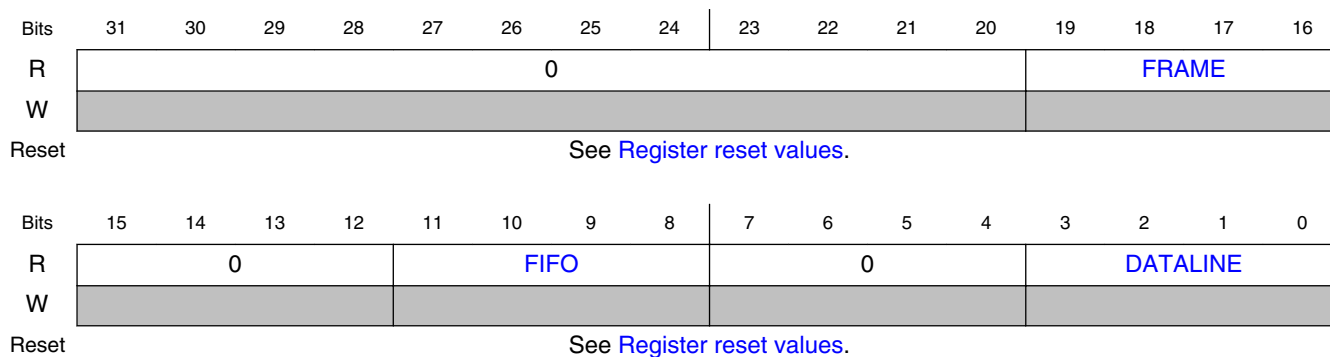 Bits 31 30 29 28 27 26 25 24 23 22 21 20 19 18 17 16
R 0 FRAME
W
Reset See Register reset values.
Bits 15 14 13 12 11 10 9 8 7 6 5 4 3 2 1 0
R 0 FIFO 0 DATALINE
W
Reset See Register reset values.